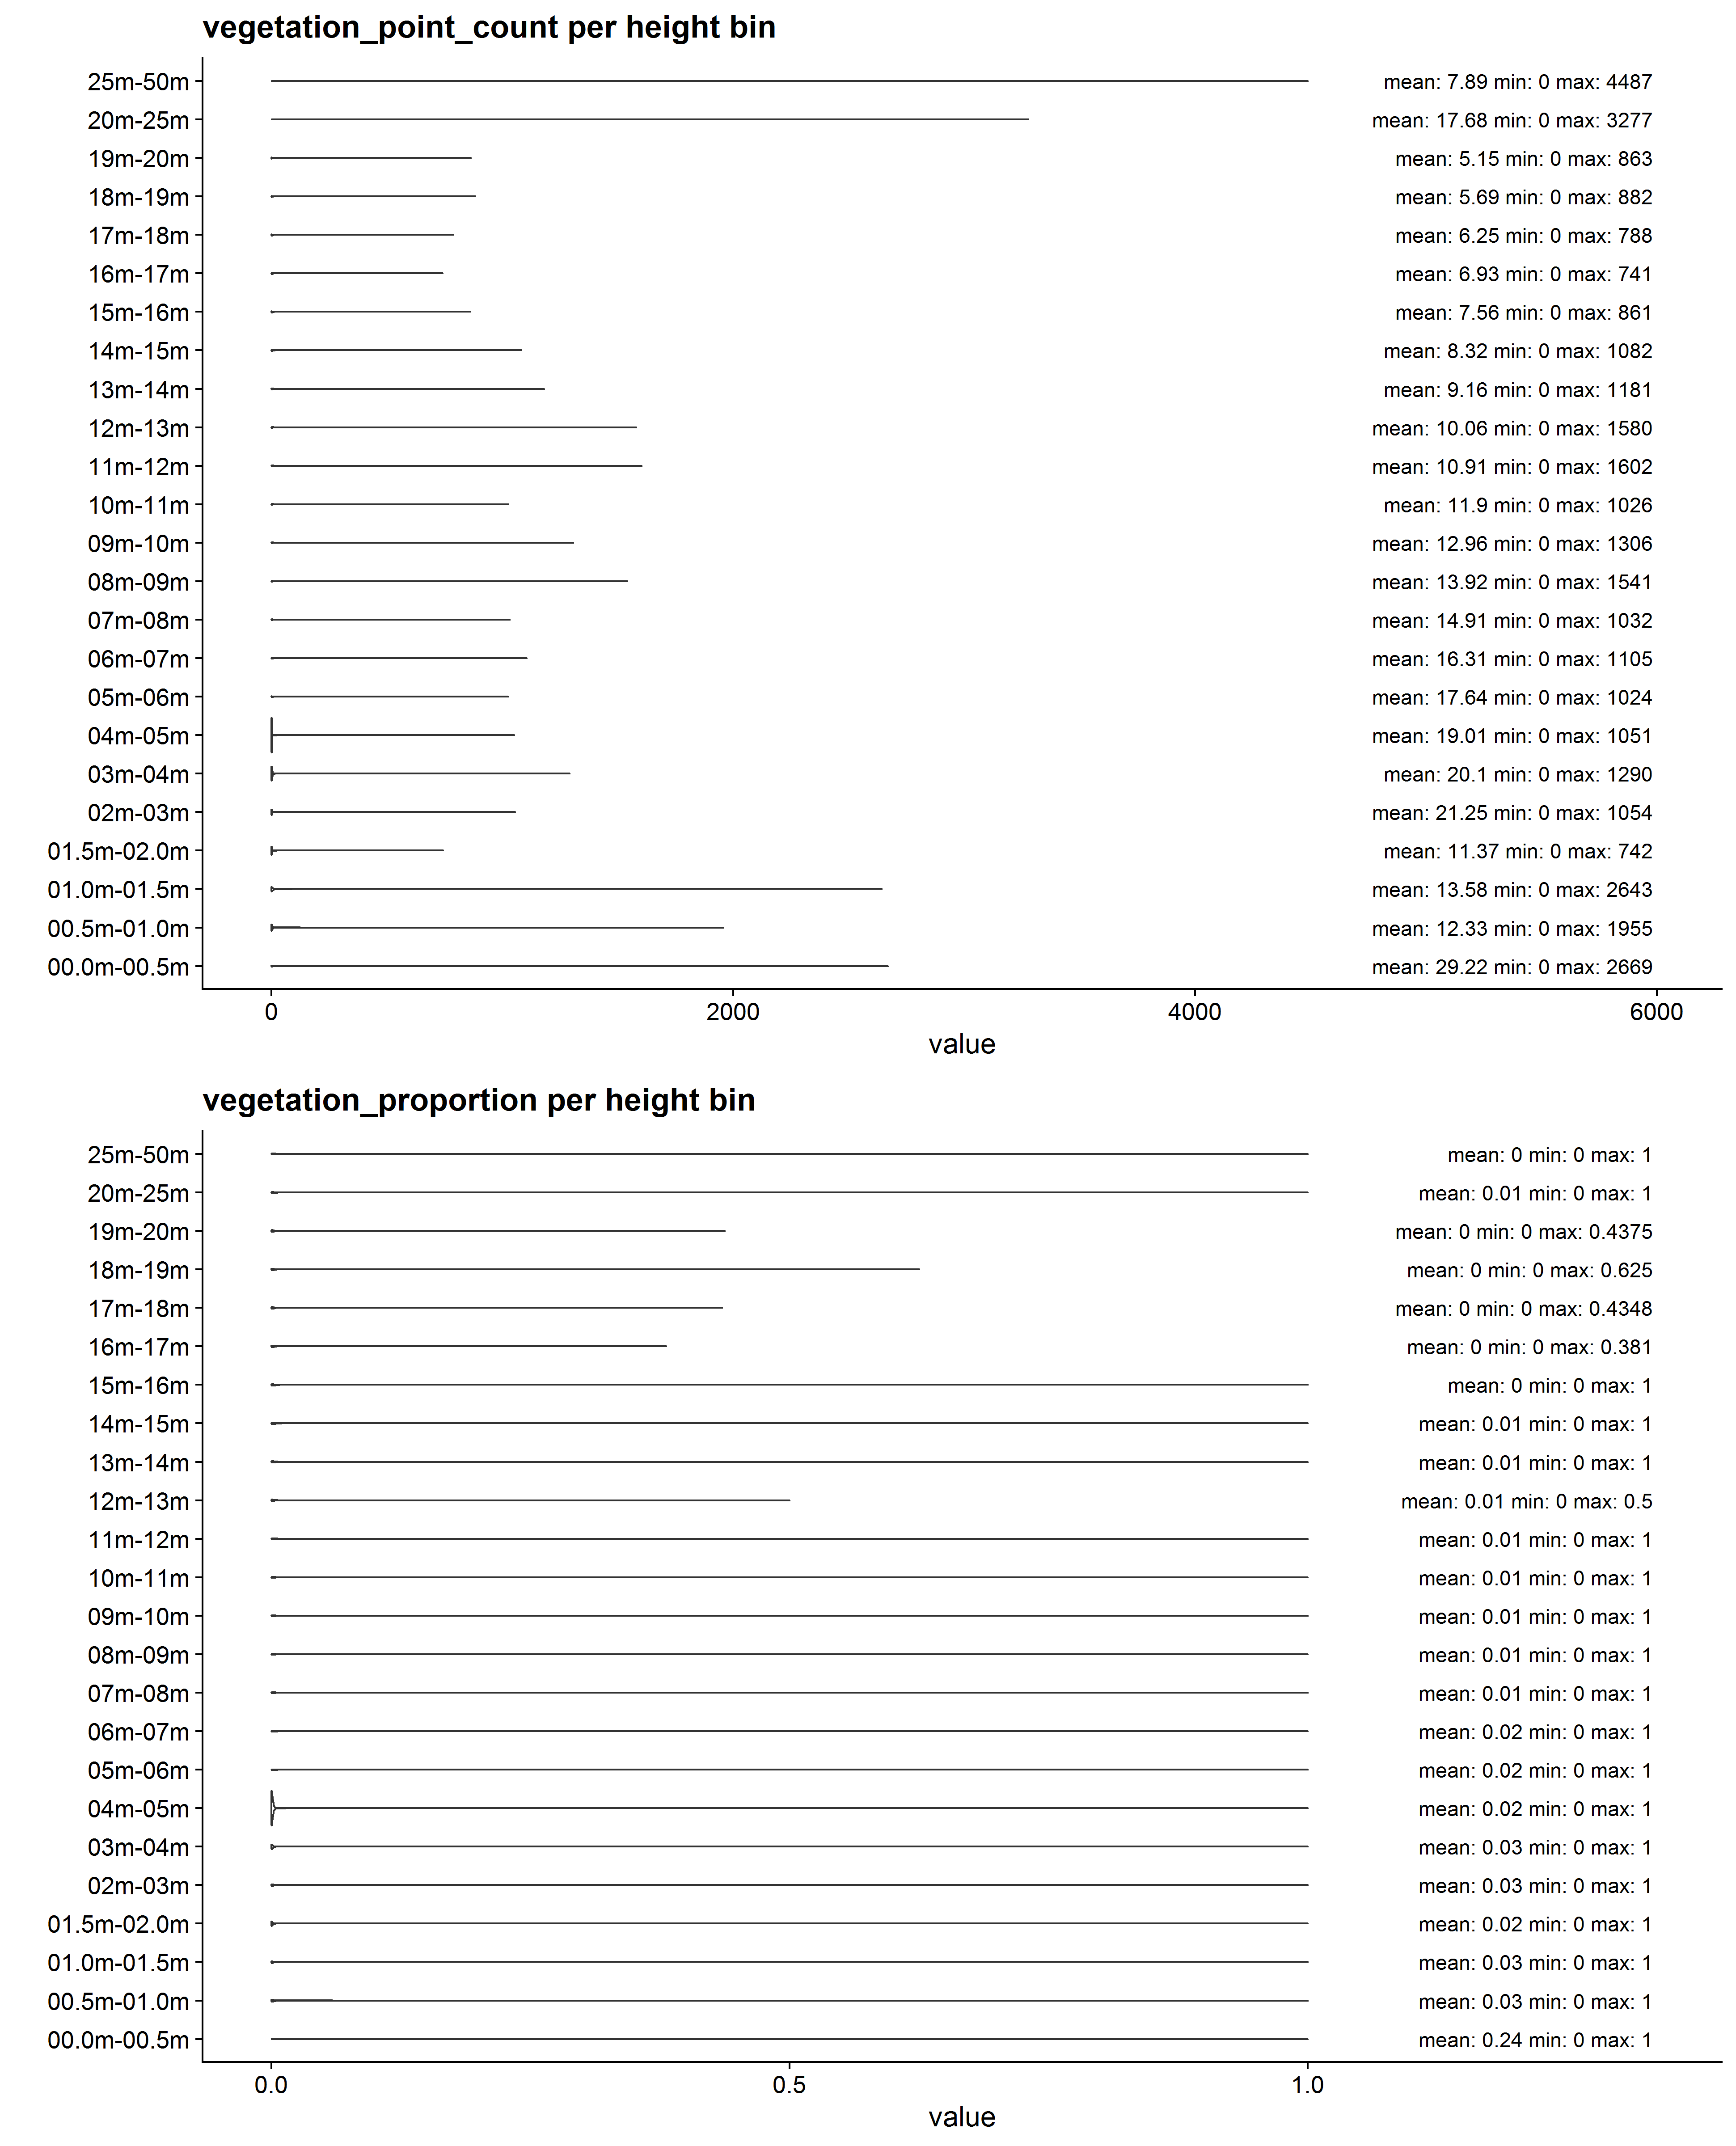 vegetation_point_count per height bin
25m-50m mean: 7.89 min: 0 max: 4487
20m-25m mean: 17.68 min: 0 max: 3277
19m-20m mean: 5.15 min: 0 max: 863
18m-19m mean: 5.69 min: 0 max: 882
17m-18m mean: 6.25 min: 0 max: 788
16m-17m mean: 6.93 min: 0 max: 741
15m-16m mean: 7.56 min: 0 max: 861
14m-15m mean: 8.32 min: 0 max: 1082
13m-14m mean: 9.16 min: 0 max: 1181
12m-13m mean: 10.06 min: 0 max: 1580
11m-12m mean: 10.91 min: 0 max: 1602
10m-11m mean: 11.9 min: 0 max: 1026
09m-10m mean: 12.96 min: 0 max: 1306
08m-09m mean: 13.92 min: 0 max: 1541
07m-08m mean: 14.91 min: 0 max: 1032
06m-07m mean: 16.31 min: 0 max: 1105
05m-06m mean: 17.64 min: 0 max: 1024
04m-05m mean: 19.01 min: 0 max: 1051
03m-04m mean: 20.1 min: 0 max: 1290
02m-03m mean: 21.25 min: 0 max: 1054
01.5m-02.0m mean: 11.37 min: 0 max: 742
01.0m-01.5m mean: 13.58 min: 0 max: 2643
00.5m-01.0m mean: 12.33 min: 0 max: 1955
00.0m-00.5m mean: 29.22 min: 0 max: 2669
0 2000 4000 6000
value
vegetation_proportion per height bin
25m-50m mean: 0 min: 0 max: 1
20m-25m mean: 0.01 min: 0 max: 1
19m-20m mean: 0 min: 0 max: 0.4375
18m-19m mean: 0 min: 0 max: 0.625
17m-18m mean: 0 min: 0 max: 0.4348
16m-17m mean: 0 min: 0 max: 0.381
15m-16m mean: 0 min: 0 max: 1
14m-15m mean: 0.01 min: 0 max: 1
13m-14m mean: 0.01 min: 0 max: 1
12m-13m mean: 0.01 min: 0 max: 0.5
11m-12m mean: 0.01 min: 0 max: 1
10m-11m mean: 0.01 min: 0 max: 1
09m-10m mean: 0.01 min: 0 max: 1
08m-09m mean: 0.01 min: 0 max: 1
07m-08m mean: 0.01 min: 0 max: 1
06m-07m mean: 0.02 min: 0 max: 1
05m-06m mean: 0.02 min: 0 max: 1
04m-05m mean: 0.02 min: 0 max: 1
03m-04m mean: 0.03 min: 0 max: 1
02m-03m mean: 0.03 min: 0 max: 1
01.5m-02.0m mean: 0.02 min: 0 max: 1
01.0m-01.5m mean: 0.03 min: 0 max: 1
00.5m-01.0m mean: 0.03 min: 0 max: 1
00.0m-00.5m mean: 0.24 min: 0 max: 1
0.0 0.5 1.0
value